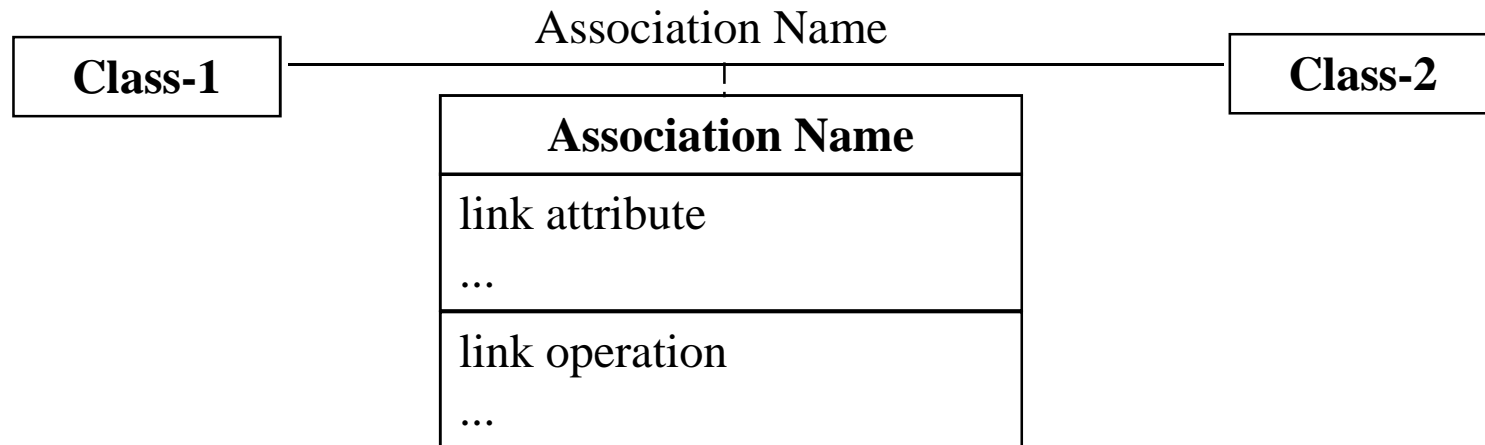 Association Name
Class-1
Class-2
Association Name
link attribute
...
link operation
...